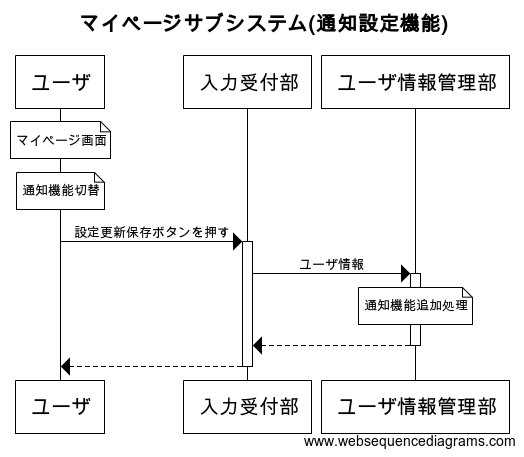 マイページサブシステム(通知設定機能)
ユーザ
入力受付部
ユーザ情報管理部
マイページ画面
通知機能切替
設定更新保存ボタンを押す
ユーザ情報
通知機能追加処理
ユーザ
入力受付部
ユーザ情報管理部
www.websequencediagrams.com